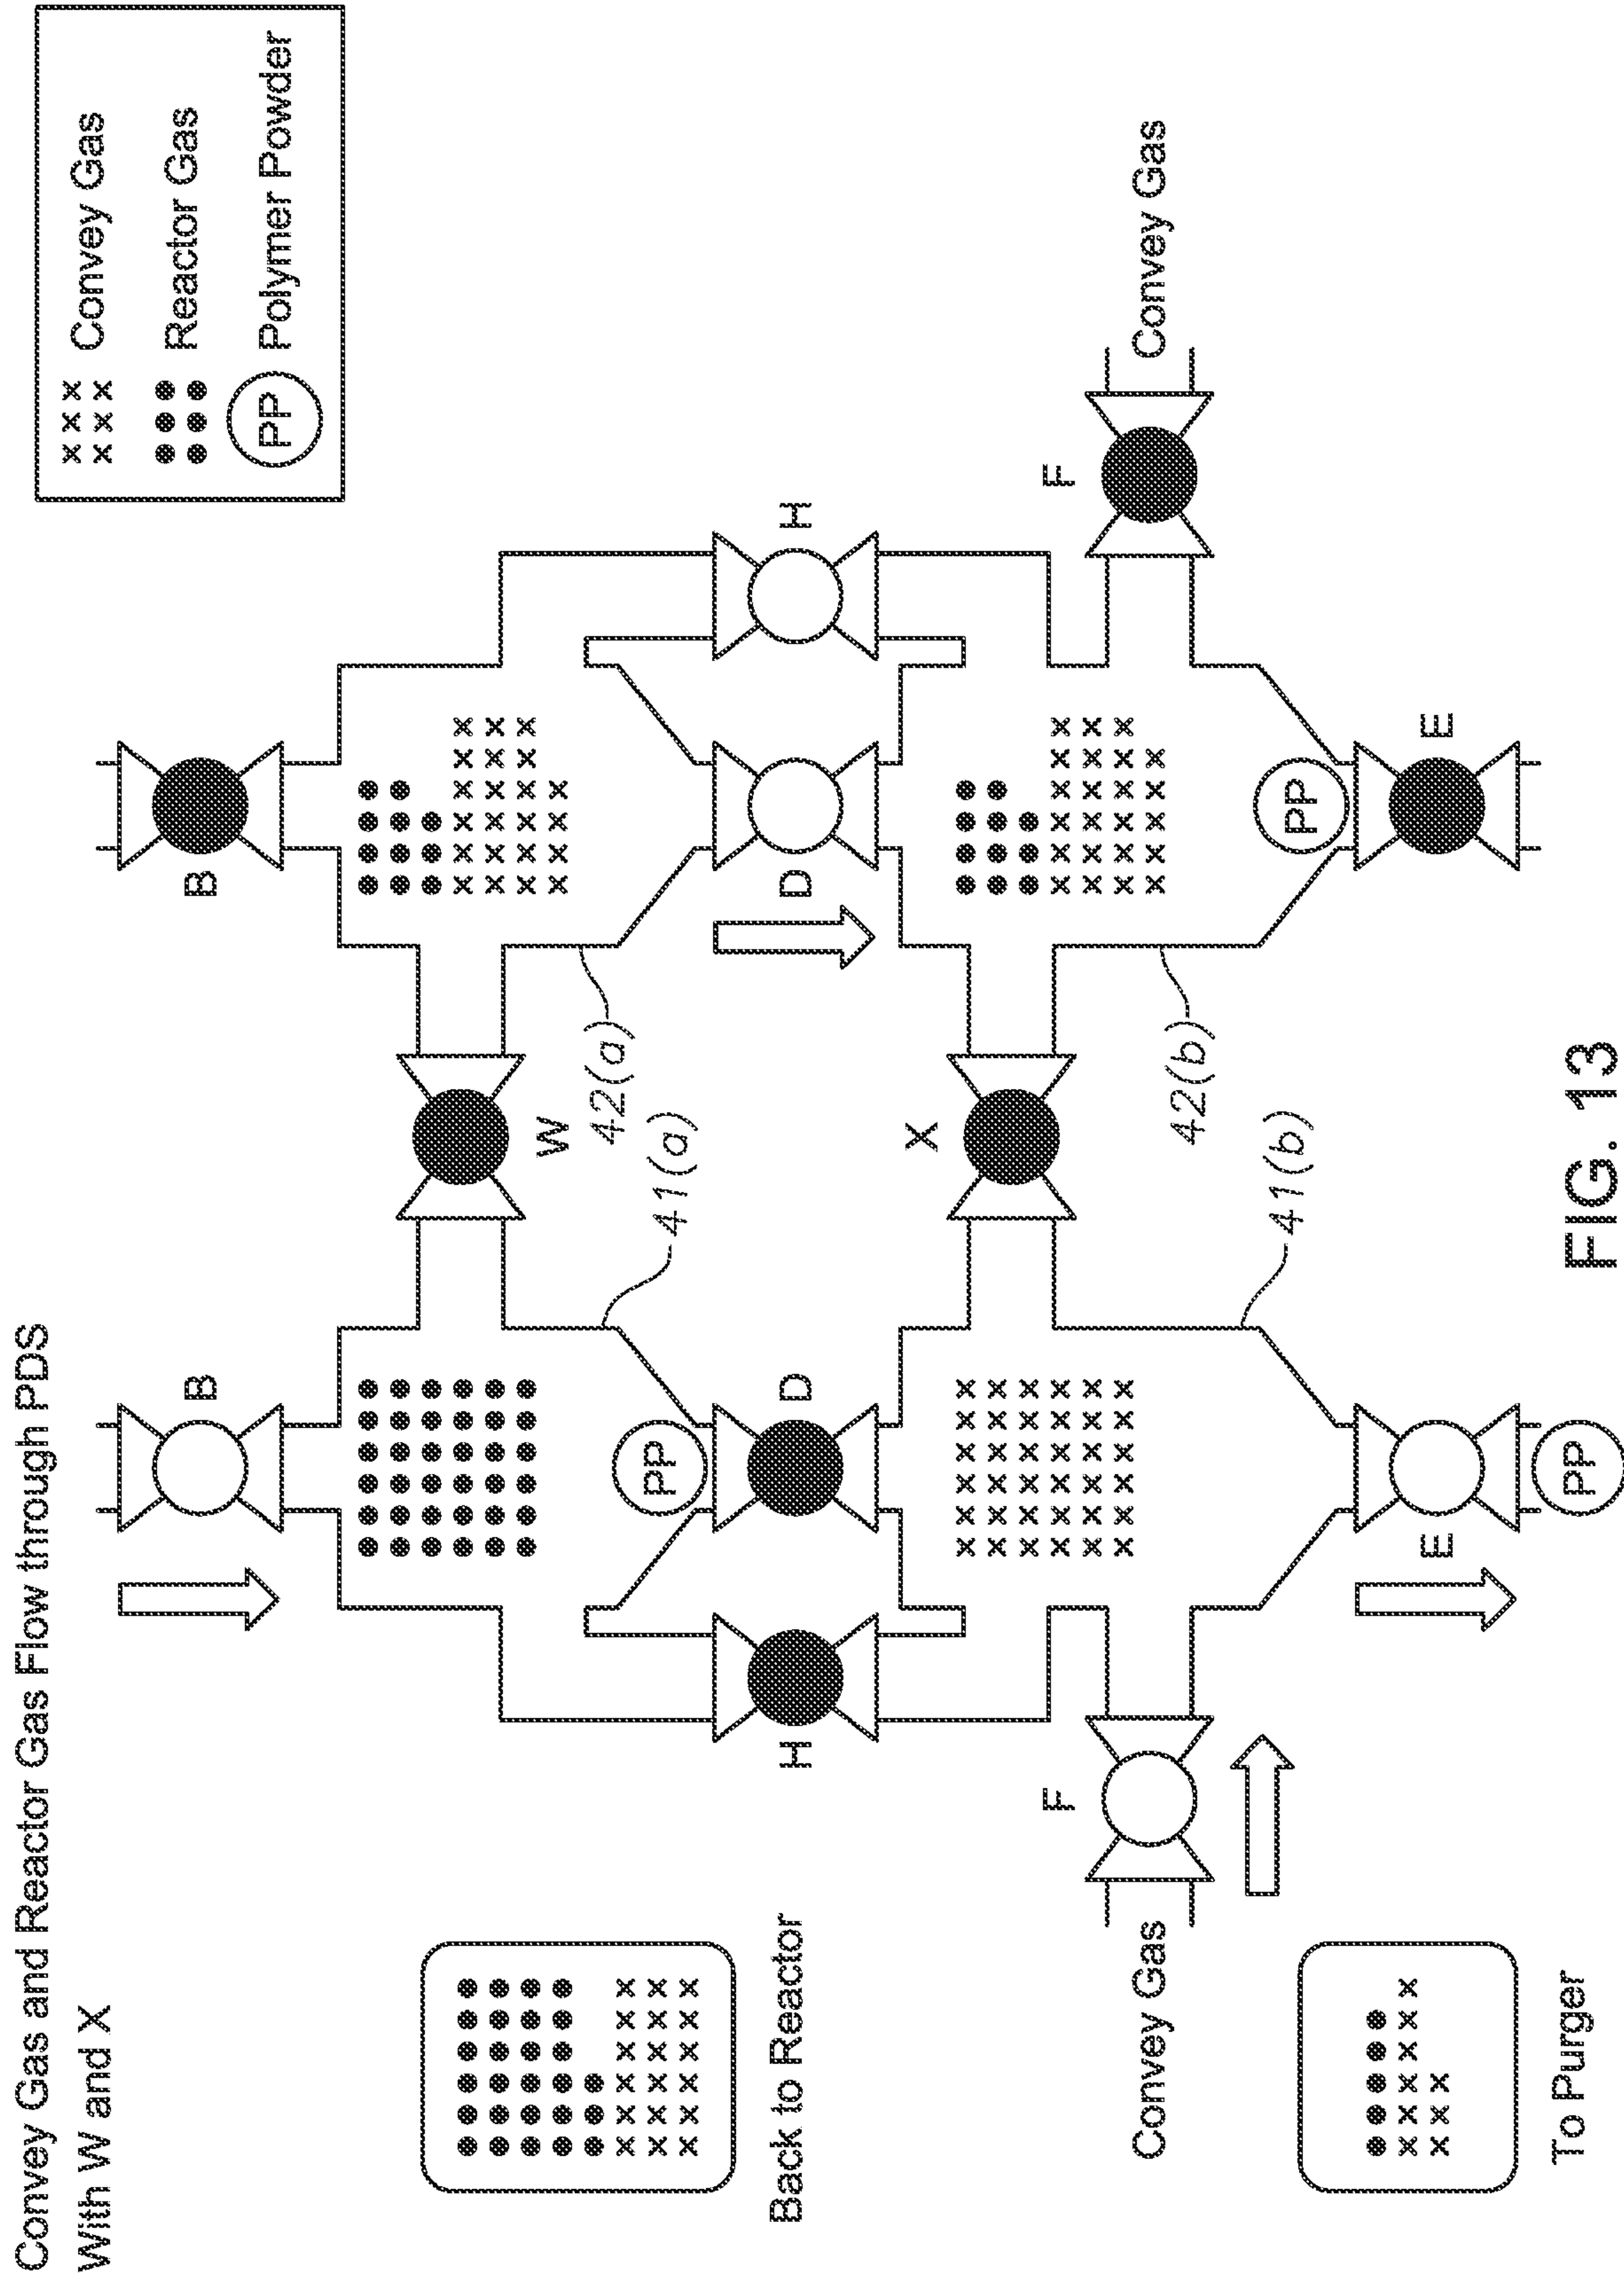 Convey Gas and Reactor Gas Flow through PDS
With W and X
Convey Gas
Reactor Gas
PP Polymer Powder
B
B
W
42(a)
41(a)
PP
H
D
D
H
Back to Reactor
X
F
F
Convey Gas
Convey Gas
42(b)
41(b)
PP
E
E
PP
To Purger
FIG. 13